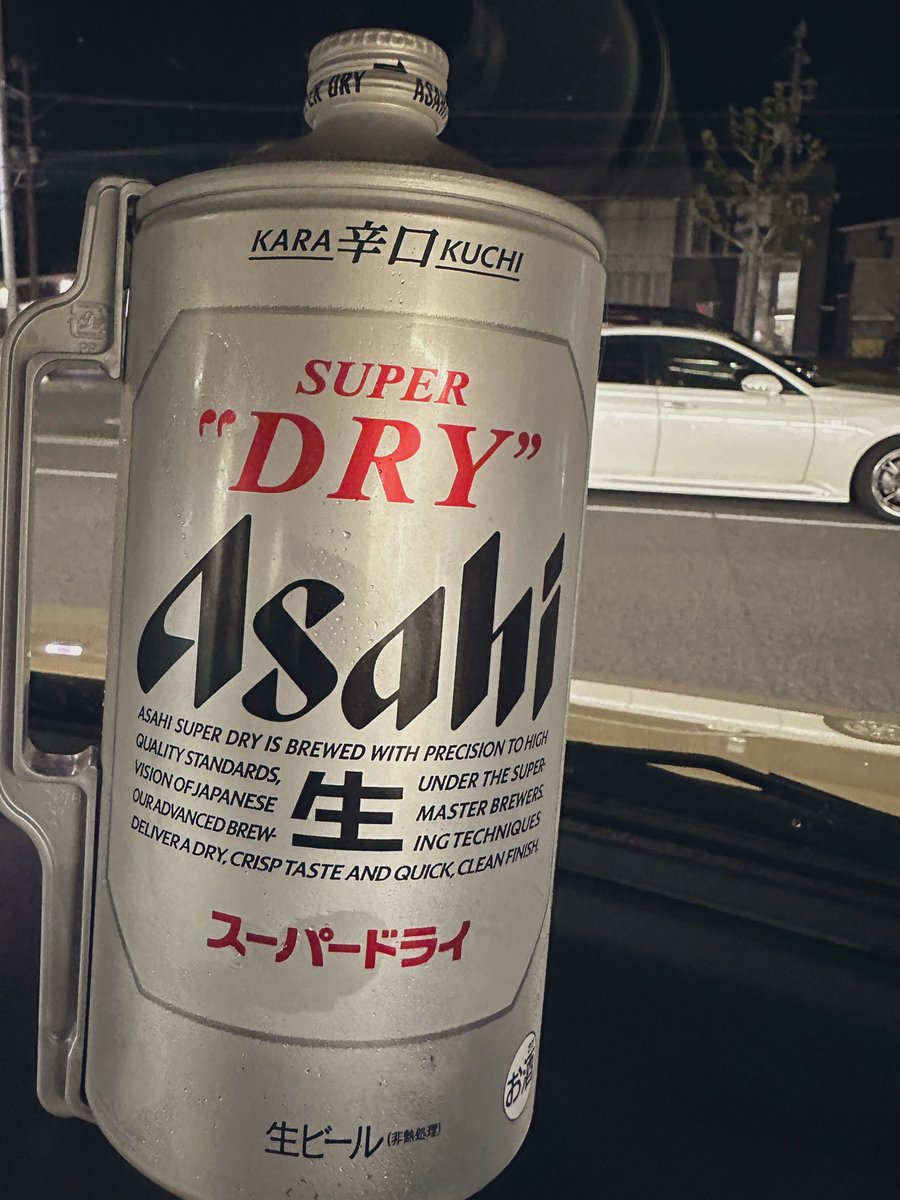 ER DRY ASAHI
KARA 辛口 KUCHI
SUPER
"DRY"
Asahi
ASAHI SUPER DRY IS BREWED WITH PRECISION TO HIGH
QUALITY STANDARDS, UNDER THE SUPER-
VISION OF JAPANESE 生 MASTER BREWERS.
OUR ADVANCED BREW- ING TECHNIQUES
DELIVER A DRY, CRISP TASTE AND QUICK, CLEAN FINISH.
スーパードライ
お酒
生ビール (非熱処理)